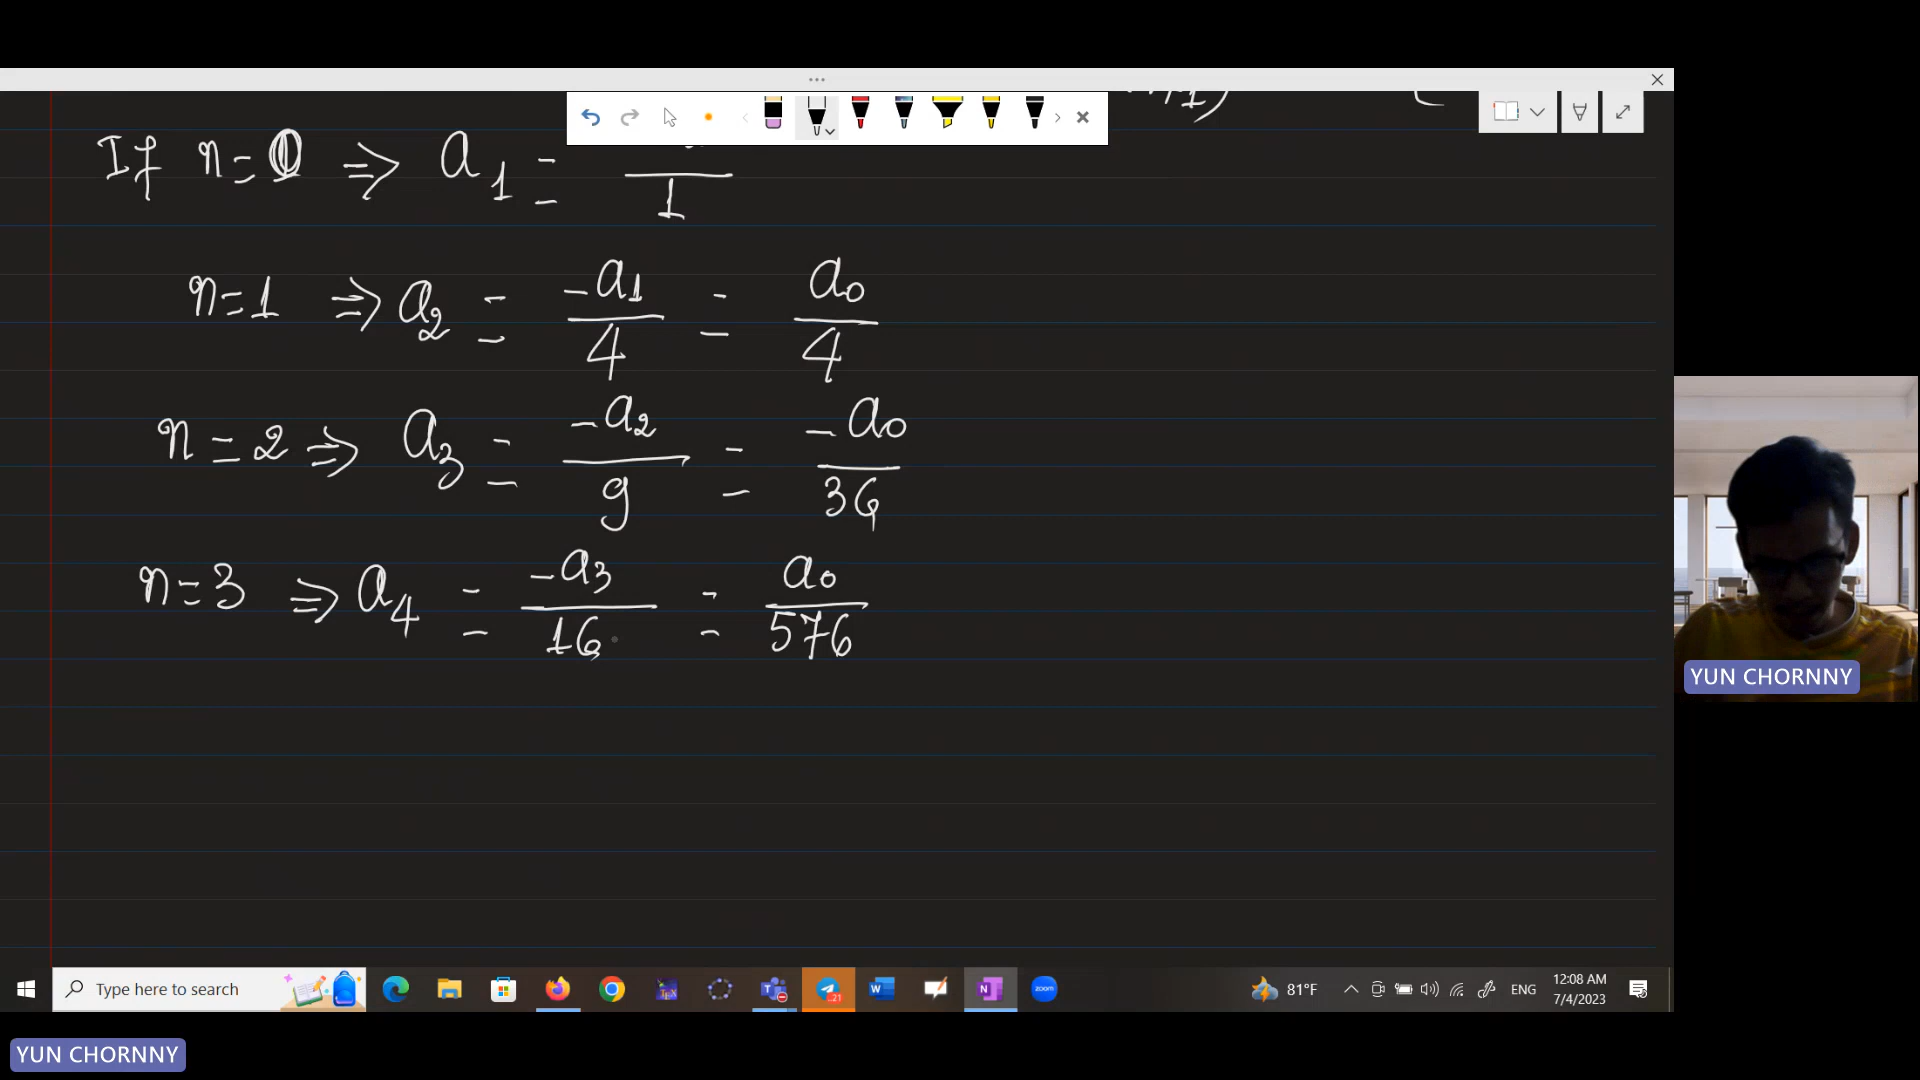 If n=0 ⇒ a₁ = ― / 1
n=1 ⇒ a₂ = -a₁/4 = a₀/4
n=2 ⇒ a₃ = -a₂/9 = -a₀/36
n=3 ⇒ a₄ = -a₃/16 = a₀/576
YUN CHORNNY
Type here to search
21
zoom
81°F
ENG
12:08 AM
7/4/2023
YUN CHORNNY